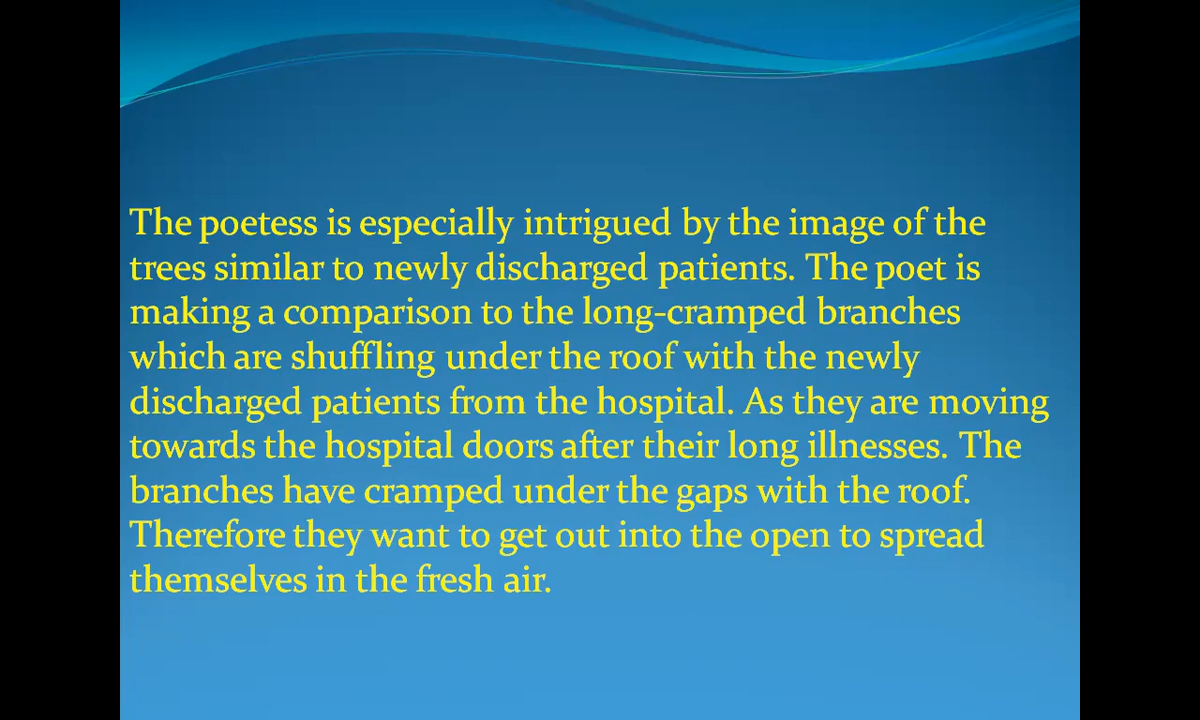 The poetess is especially intrigued by the image of the
trees similar to newly discharged patients. The poet is
making a comparison to the long-cramped branches
which are shuffling under the roof with the newly
discharged patients from the hospital. As they are moving
towards the hospital doors after their long illnesses. The
branches have cramped under the gaps with the roof.
Therefore they want to get out into the open to spread
themselves in the fresh air.